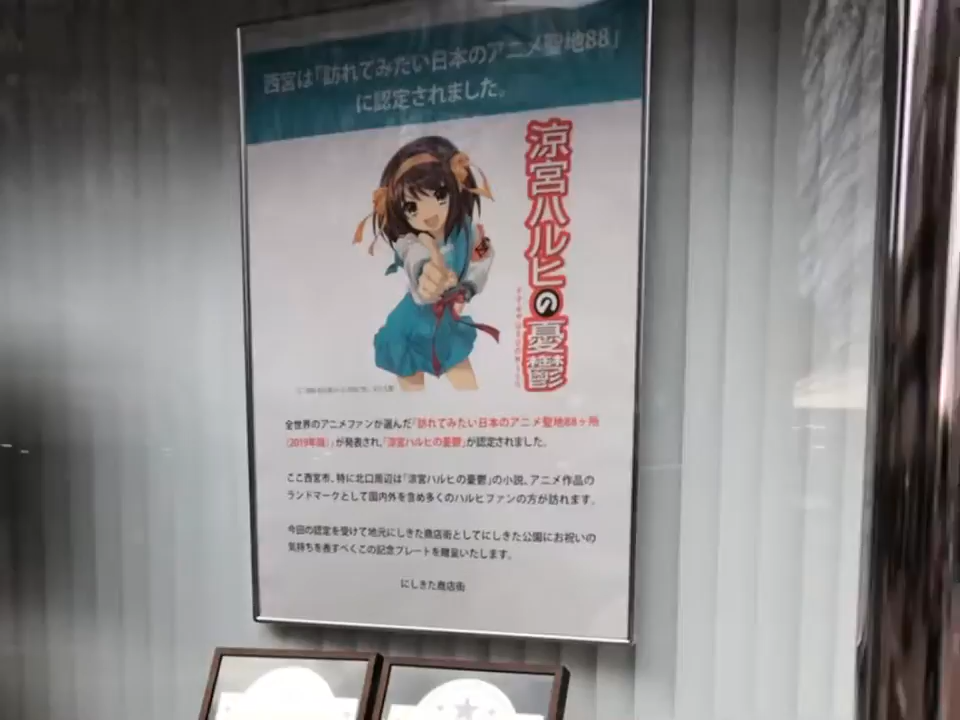 西宮は「訪れてみたい日本のアニメ聖地88」
に認定されました。
涼宮ハルヒの憂鬱
全世界のアニメファンが選んだ「訪れてみたい日本のアニメ聖地88ヶ所
(2019年版)」が発表され、「涼宮ハルヒの憂鬱」が認定されました。
ここ西宮市、特に北口周辺は「涼宮ハルヒの憂鬱」の小説、アニメ作品の
ランドマークとして国内外を含め多くのハルヒファンの方が訪れます。
今回の認定を受けて地元にしきた商店街としてにしきた公園にお祝いの
気持ちを表すべくこの記念プレートを贈呈いたします。
にしきた商店街